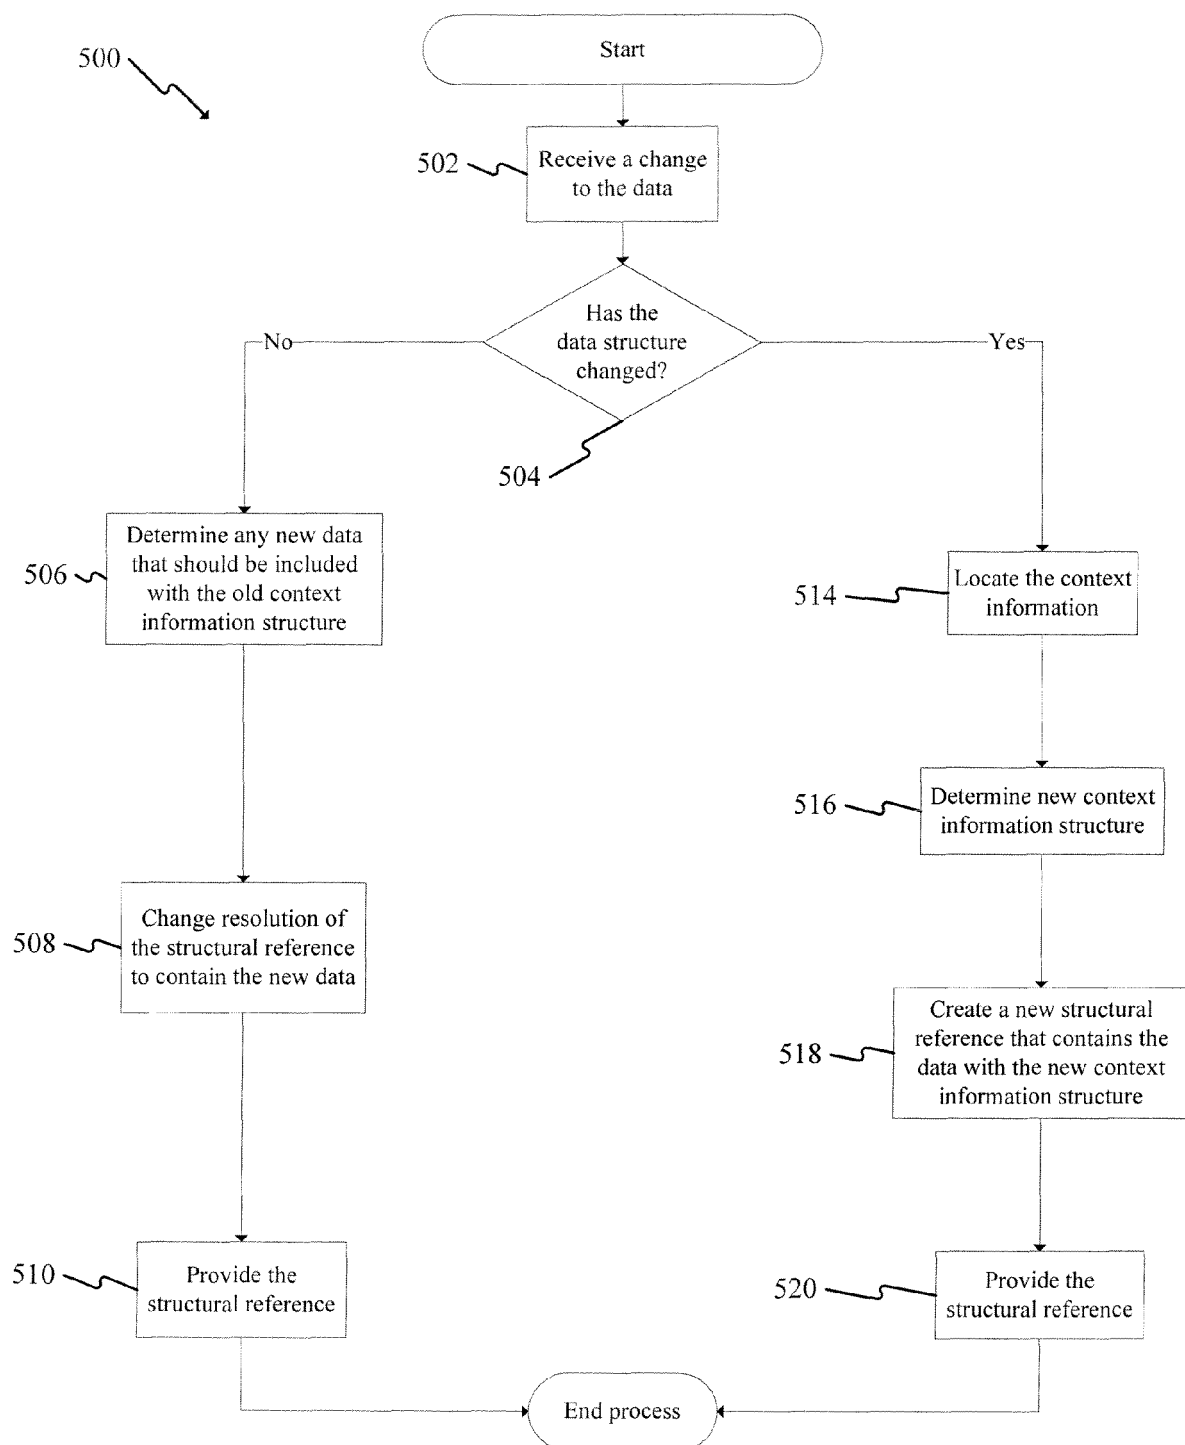 Start
500
502
Receive a change
to the data
Has the
data structure
changed?
No
Yes
504
506
Determine any new data
that should be included
with the old context
information structure
514
Locate the context
information
516
Determine new context
information structure
508
Change resolution of
the structural reference
to contain the new data
518
Create a new structural
reference that contains the
data with the new context
information structure
510
Provide the
structural reference
520
Provide the
structural reference
End process